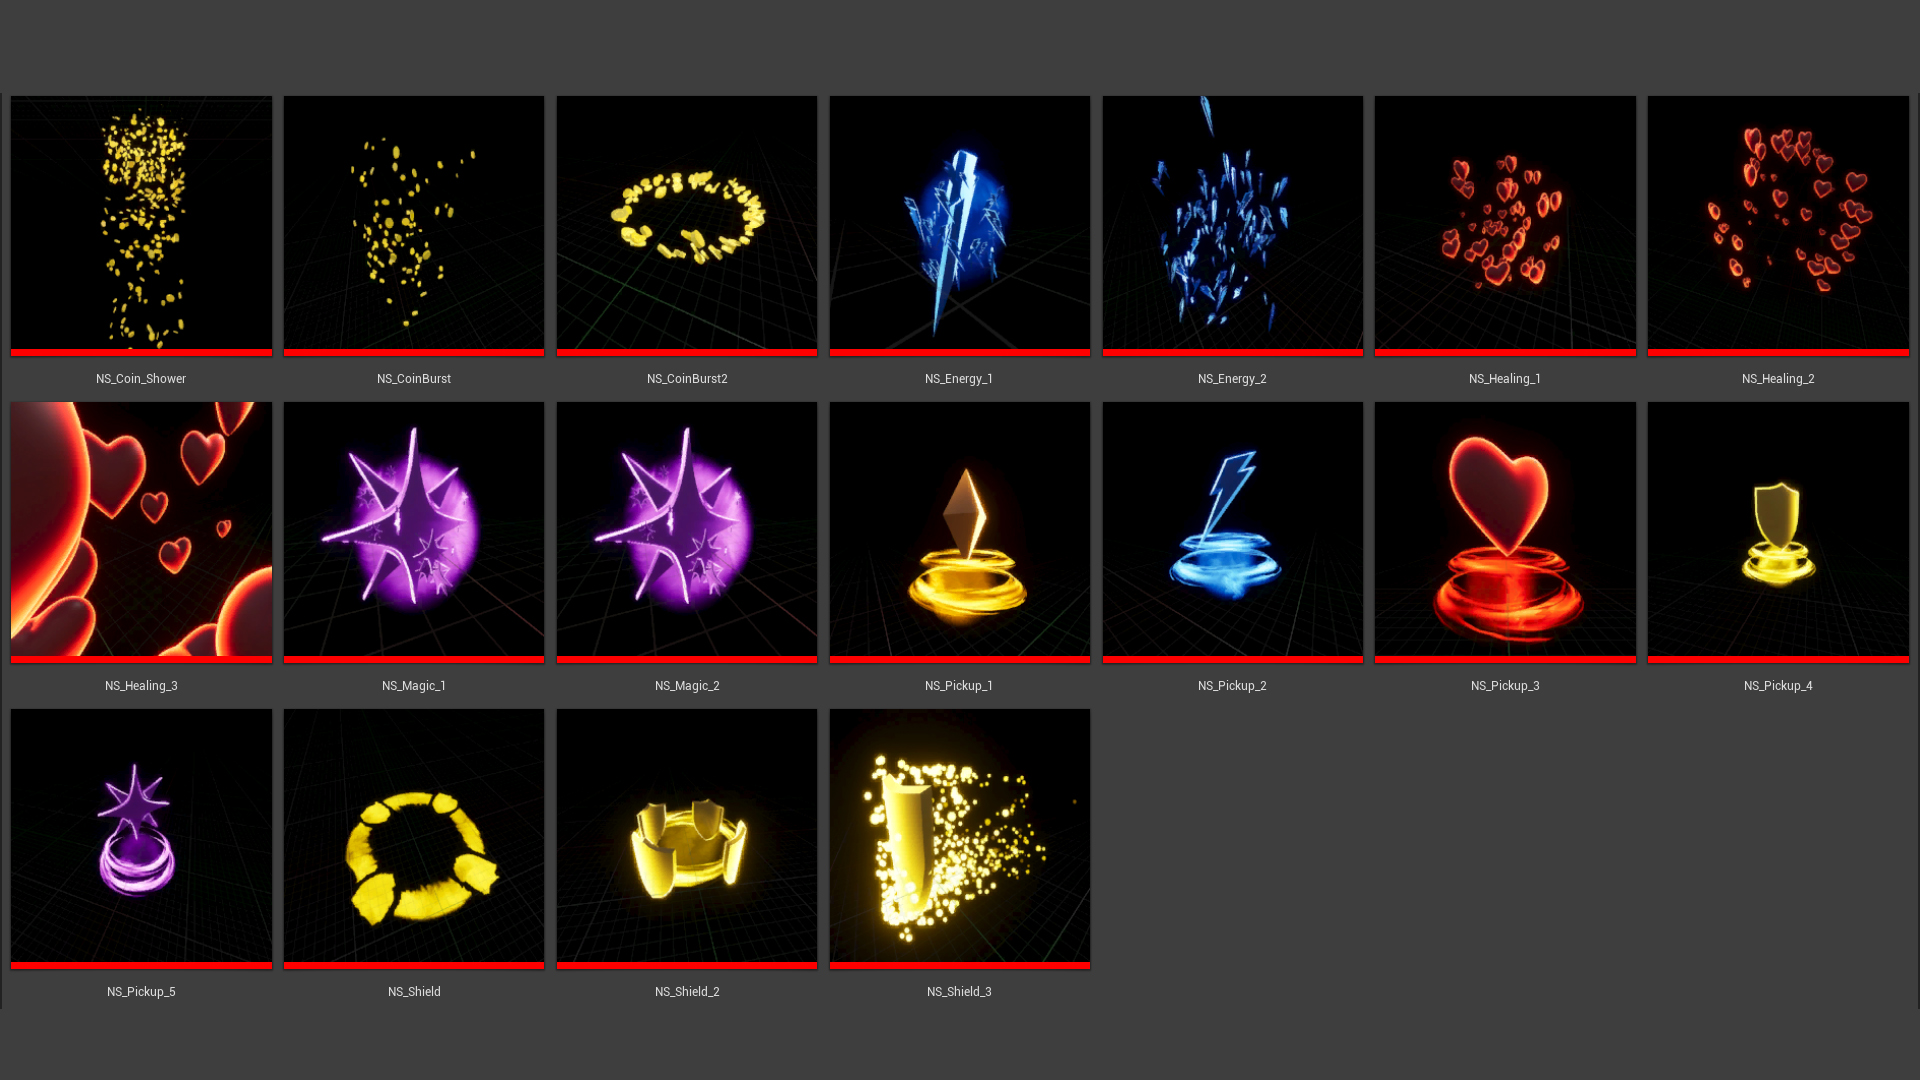 NS_Coin_Shower
NS_CoinBurst
NS_CoinBurst2
NS_Energy_1
NS_Energy_2
NS_Healing_1
NS_Healing_2
NS_Healing_3
NS_Magic_1
NS_Magic_2
NS_Pickup_1
NS_Pickup_2
NS_Pickup_3
NS_Pickup_4
NS_Pickup_5
NS_Shield
NS_Shield_2
NS_Shield_3